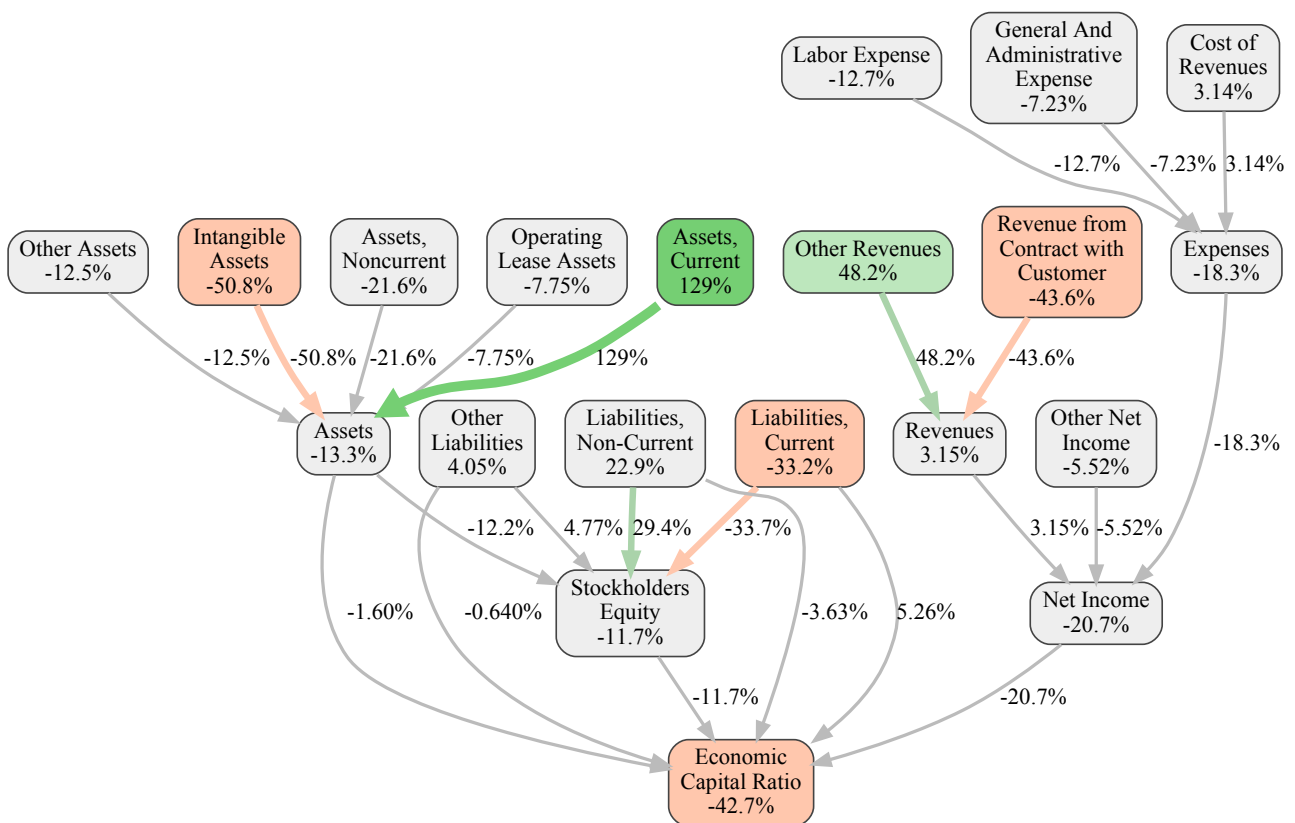 Labor Expense
-12.7%
General And
Administrative
Expense
-7.23%
Cost of
Revenues
3.14%
-12.7%
-7.23%
3.14%
Other Assets
-12.5%
Intangible
Assets
-50.8%
Assets,
Noncurrent
-21.6%
Operating
Lease Assets
-7.75%
Assets,
Current
129%
Other Revenues
48.2%
Revenue from
Contract with
Customer
-43.6%
Expenses
-18.3%
-12.5%
-50.8%
-21.6%
-7.75%
129%
48.2%
-43.6%
-18.3%
Assets
-13.3%
Other
Liabilities
4.05%
Liabilities,
Non-Current
22.9%
Liabilities,
Current
-33.2%
Revenues
3.15%
Other Net
Income
-5.52%
-12.2%
4.77%
29.4%
-33.7%
3.15%
-5.52%
Stockholders
Equity
-11.7%
Net Income
-20.7%
-1.60%
-0.640%
-3.63%
5.26%
-11.7%
-20.7%
Economic
Capital Ratio
-42.7%